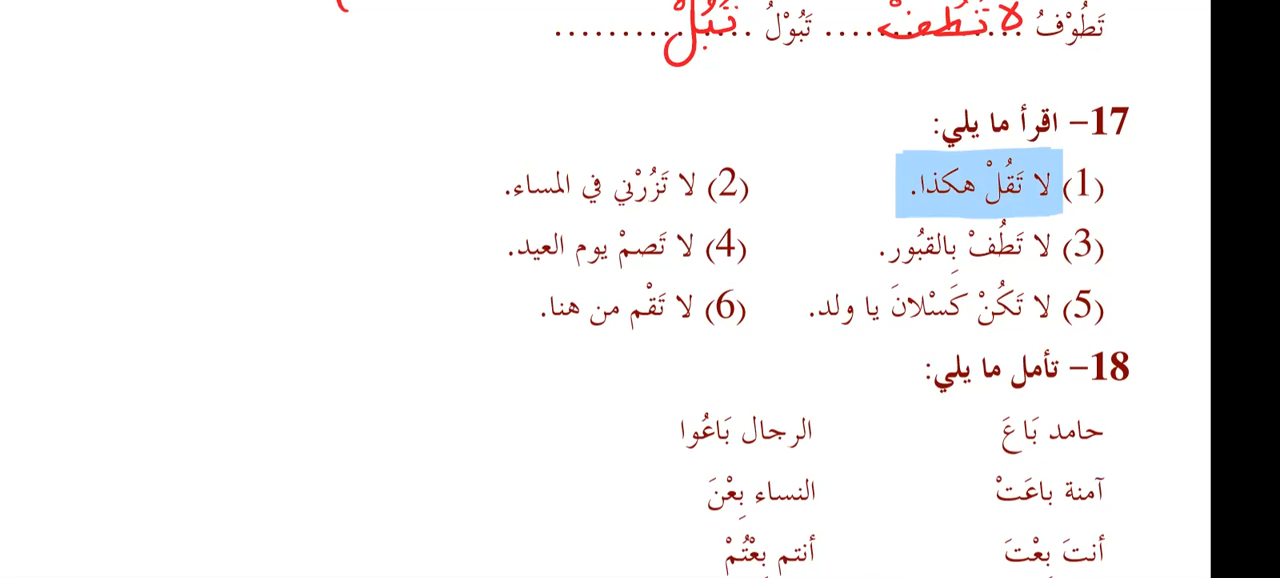 تَطُوْفُ ... لا تَطُفْ ... تَبُوْلُ ... تَبُلْ ...
17– اقرأ ما يلي:
(1) لا تَقُلْ هكذا. (2) لا تَزُرْني في المساء.
(3) لا تَطُفْ بِالقبُور. (4) لا تَصمْ يوم العيد.
(5) لا تَكُنْ كَسْلانَ يا ولد. (6) لا تَقْم من هنا.
18– تأمل ما يلي:
حامد بَاعَ الرجال بَاعُوا
آمنة باعَتْ النساء بِعْنَ
أنتَ بِعْتَ أنتم بِعْتُمْ